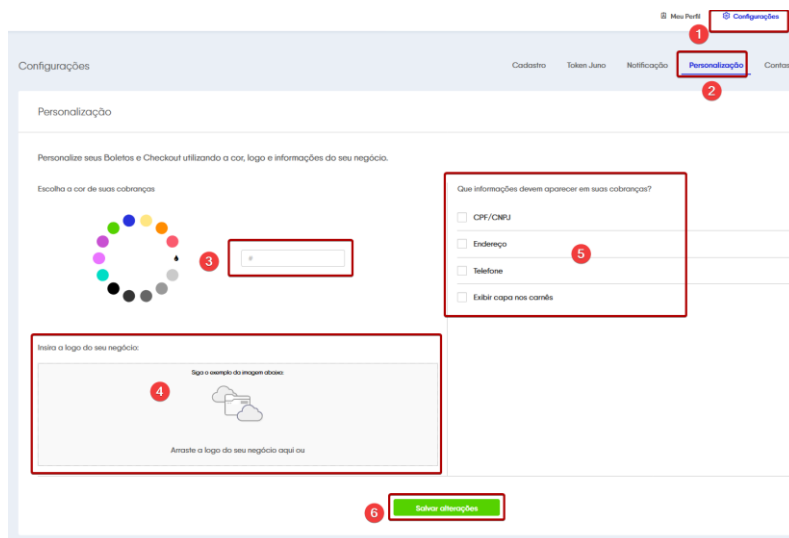 Meu Perfil
Configurações
1
Configurações
Cadastro
Token Juno
Notificação
Personalização
Contas
2
Personalização
Personalize seus Boletos e Checkout utilizando a cor, logo e informações do seu negócio.
Escolha a cor de suas cobranças
3
#
Que informações devem aparecer em suas cobranças?
CPF/CNPJ
Endereço
Telefone
Exibir capa nos carnês
5
Insira a logo do seu negócio:
Siga o exemplo da imagem abaixo:
4
Arraste a logo do seu negócio aqui ou
6
Salvar alterações